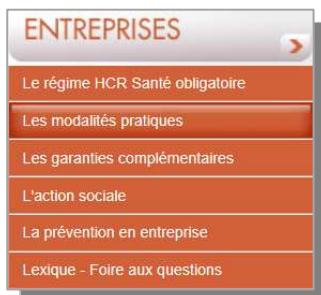 ENTREPRISES
Le régime HCR Santé obligatoire
Les modalités pratiques
Les garanties complémentaires
L'action sociale
La prévention en entreprise
Lexique - Foire aux questions